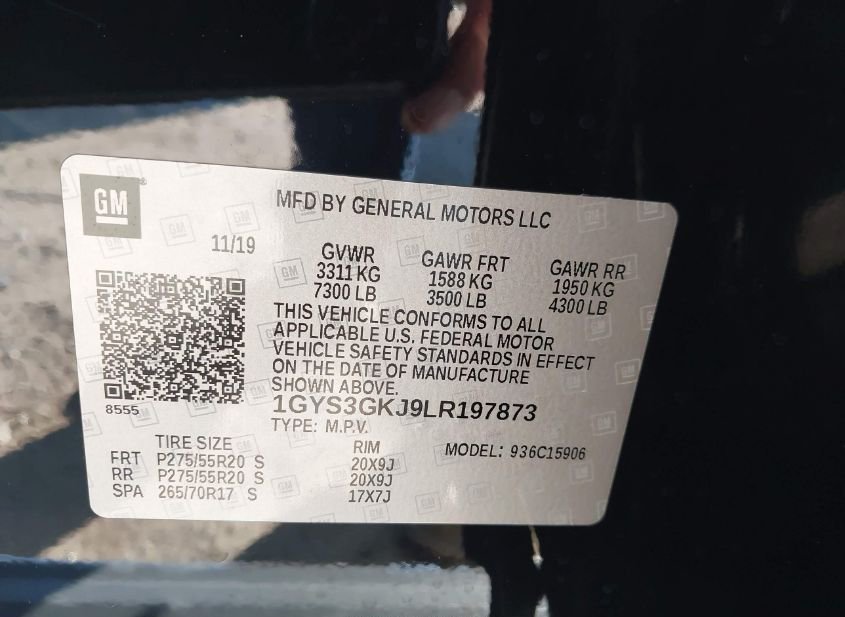 GM
MFD BY GENERAL MOTORS LLC
11/19
GVWR GAWR FRT GAWR RR
3311 KG 1588 KG 1950 KG
7300 LB 3500 LB 4300 LB
THIS VEHICLE CONFORMS TO ALL
APPLICABLE U.S. FEDERAL MOTOR
VEHICLE SAFETY STANDARDS IN EFFECT
ON THE DATE OF MANUFACTURE
SHOWN ABOVE.
8555
1GYS3GKJ9LR197873
TYPE: M.P.V.
TIRE SIZE RIM MODEL: 936C15906
FRT P275/55R20 S 20X9J
RR P275/55R20 S 20X9J
SPA 265/70R17 S 17X7J